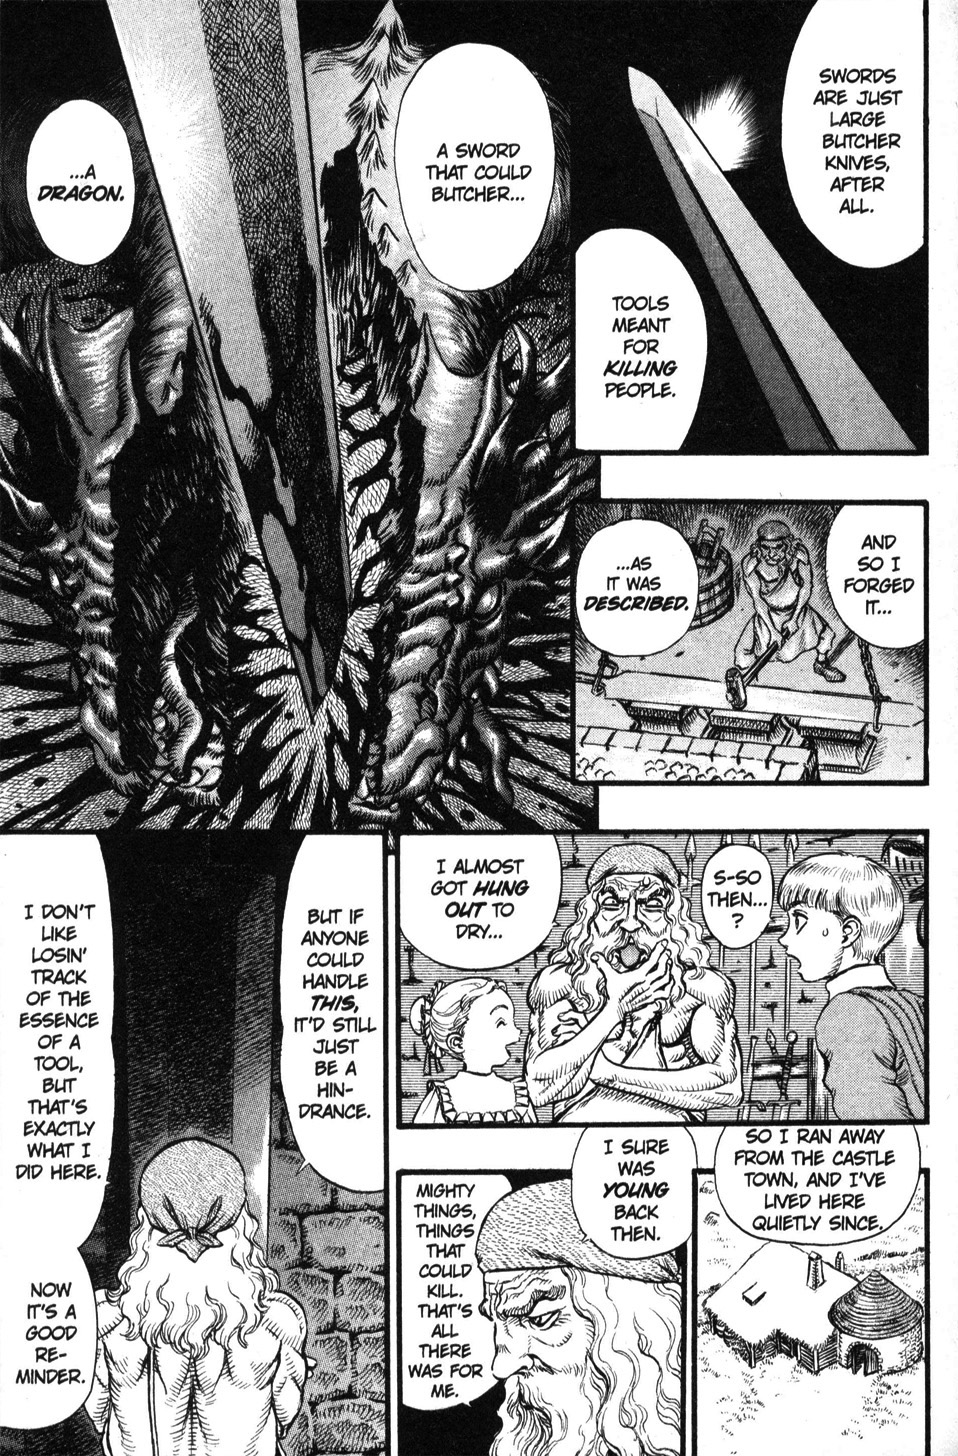 SWORDS
ARE JUST
LARGE
BUTCHER
KNIVES,
AFTER
ALL.
TOOLS
MEANT
FOR
KILLING
PEOPLE.
A SWORD
THAT COULD
BUTCHER...
...A
DRAGON.
AND
SO I
FORGED
IT...
...AS
IT WAS
DESCRIBED.
S-SO
THEN...
?
I ALMOST
GOT HUNG
OUT TO
DRY...
SO I RAN AWAY
FROM THE CASTLE
TOWN, AND I'VE
LIVED HERE
QUIETLY SINCE.
I SURE
WAS
YOUNG
BACK
THEN.
MIGHTY
THINGS,
THINGS
THAT
COULD
KILL.
THAT'S
ALL
THERE
WAS FOR
ME.
BUT IF
ANYONE
COULD
HANDLE
THIS,
IT'D STILL
JUST
BE A
HIN-
DRANCE.
I DON'T
LIKE
LOSIN'
TRACK
OF THE
ESSENCE
OF A
TOOL,
BUT
THAT'S
EXACTLY
WHAT I
DID HERE.
NOW
IT'S A
GOOD
RE-
MINDER.